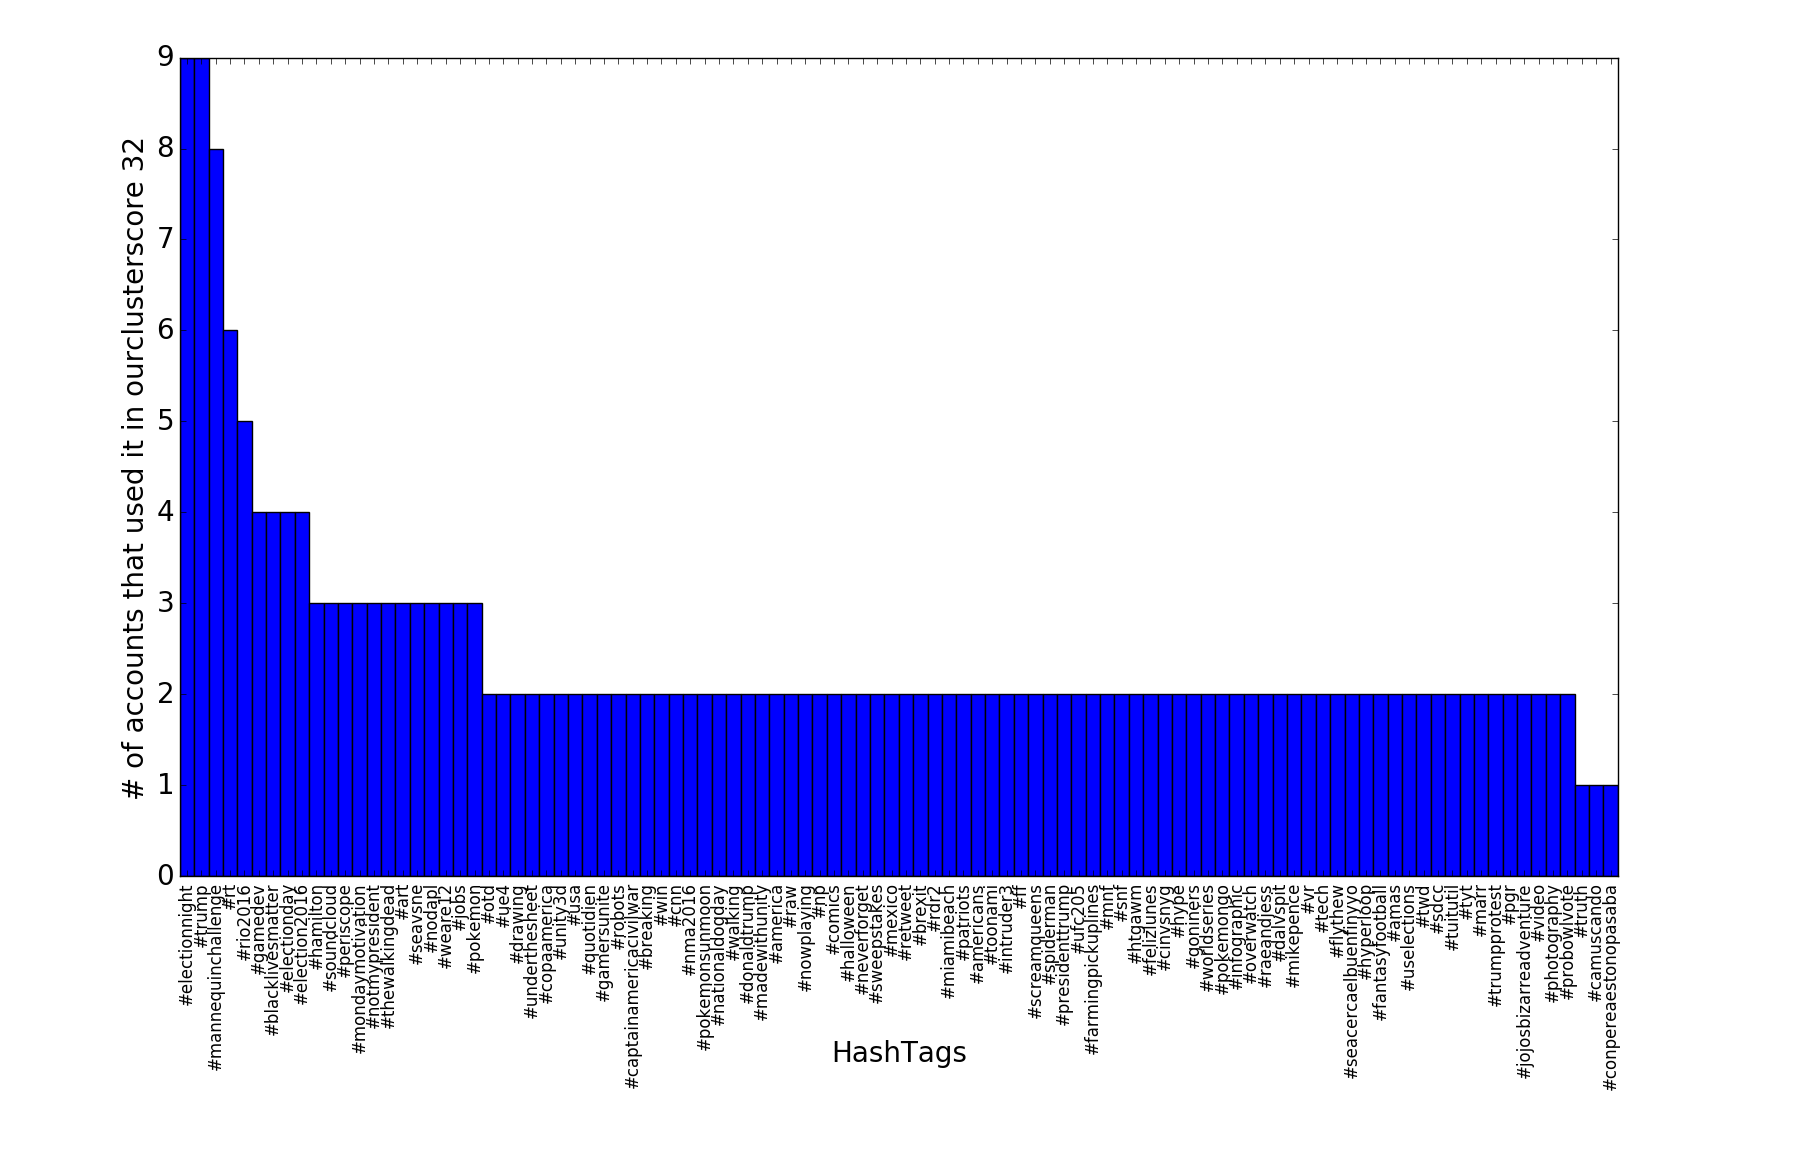 9
8
7
6
5
4
3
2
1
0
# of accounts that used it in ourclusterscore 32
#electionnight
#trump
#mannequinchallenge
#rt
#rio2016
#gamedev
#blacklivesmatter
#electionday
#election2016
#hamilton
#soundcloud
#periscope
#mondaymotivation
#notmypresident
#thewalkingdead
#art
#seavsne
#nodapl
#weare12
#jobs
#pokemon
#otd
#ue4
#drawing
#underthesheet
#copaamerica
#unity3d
#usa
#quotidien
#gamersunite
#robots
#captainamericacivilwar
#breaking
#win
#cnn
#nma2016
#pokemonsunmoon
#nationaldogday
#walking
#donaldtrump
#madewithunity
#america
#raw
#nowplaying
#np
#comics
#halloween
#neverforget
#sweepstakes
#mexico
#retweet
#brexit
#rdr2
#miamibeach
#patriots
#americans
#toonami
#intruder3
#ff
#screamqueens
#spiderman
#presidenttrump
#ufc205
#farmingpickuplines
#mnf
#snif
#htgawm
#felizlunes
#cinvsnyg
#hype
#goniners
#worldseries
#pokemongo
#infographic
#overwatch
#raeandjess
#dalvspit
#mikepence
#vr
#tech
#flythew
#seacercaelbuenfinyyo
#hyperloop
#fantasyfootball
#amas
#uselections
#twd
#sdcc
#tuitutil
#tyt
#marr
#trumpprotest
#pgr
#jojosbizarreadventure
#video
#photography
#probowlvote
#truth
#camuscando
#conpereaestonopasaba
HashTags